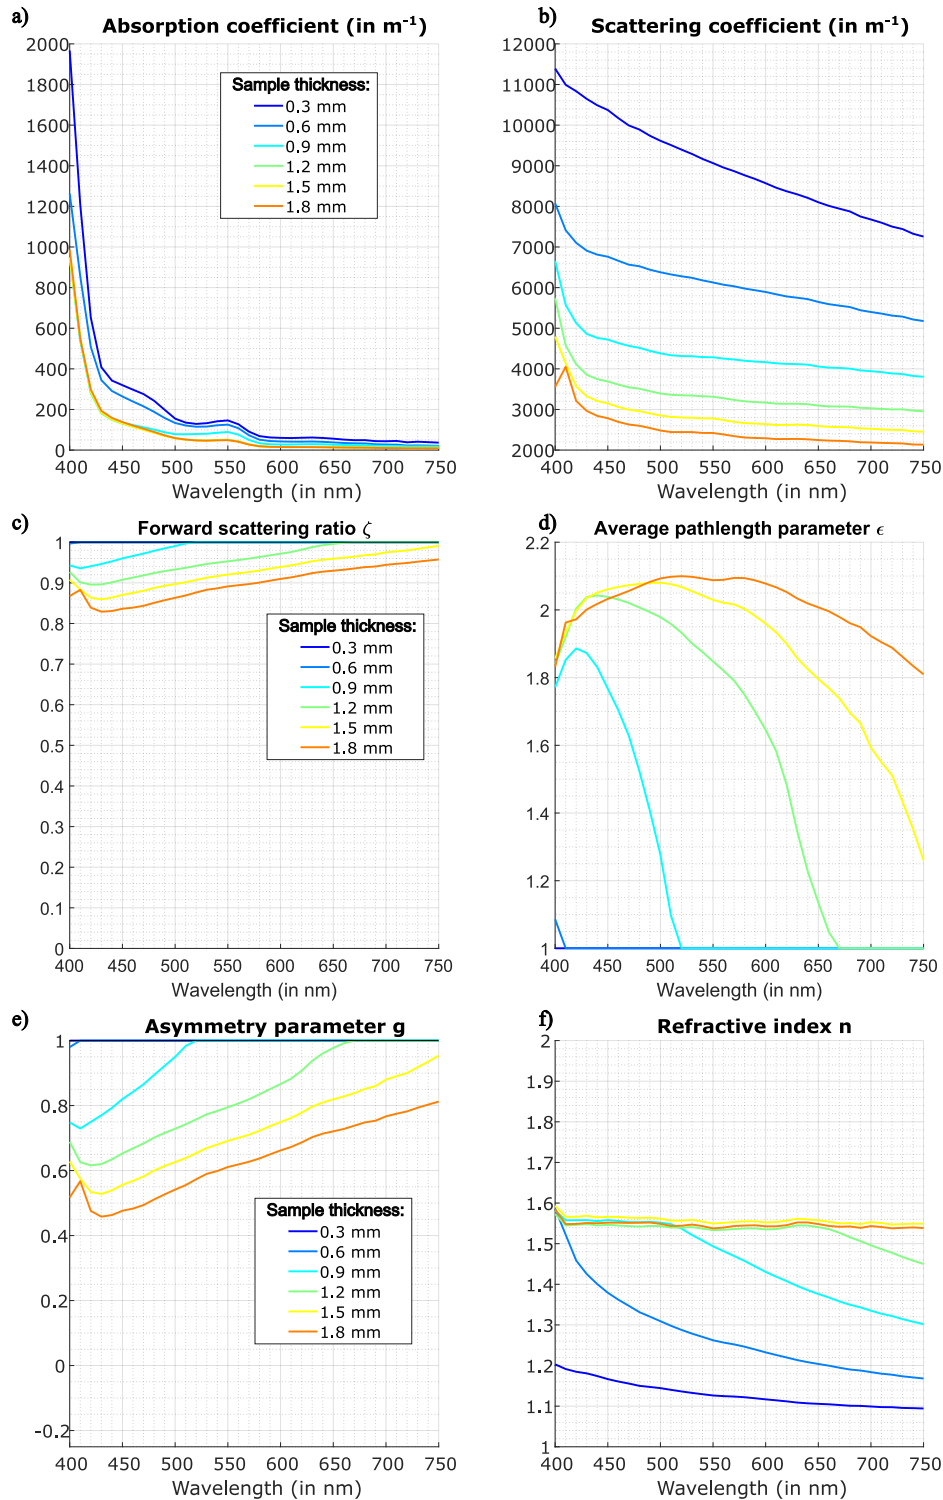 a)
Absorption coefficient (in m-1)
2000
1800
1600
1400
1200
1000
800
600
400
200
0
Sample thickness:
0.3 mm
0.6 mm
0.9 mm
1.2 mm
1.5 mm
1.8 mm
400 450 500 550 600 650 700 750
Wavelength (in nm)
b)
Scattering coefficient (in m-1)
12000
11000
10000
9000
8000
7000
6000
5000
4000
3000
2000
400 450 500 550 600 650 700 750
Wavelength (in nm)
c)
Forward scattering ratio ζ
1
0.9
0.8
0.7
0.6
0.5
0.4
0.3
0.2
0.1
0
Sample thickness:
0.3 mm
0.6 mm
0.9 mm
1.2 mm
1.5 mm
1.8 mm
400 450 500 550 600 650 700 750
Wavelength (in nm)
d)
Average pathlength parameter ϵ
2.2
2
1.8
1.6
1.4
1.2
1
400 450 500 550 600 650 700 750
Wavelength (in nm)
e)
Asymmetry parameter g
1
0.8
0.6
0.4
0.2
0
-0.2
Sample thickness:
0.3 mm
0.6 mm
0.9 mm
1.2 mm
1.5 mm
1.8 mm
400 450 500 550 600 650 700 750
Wavelength (in nm)
f)
Refractive index n
2
1.9
1.8
1.7
1.6
1.5
1.4
1.3
1.2
1.1
1
400 450 500 550 600 650 700 750
Wavelength (in nm)